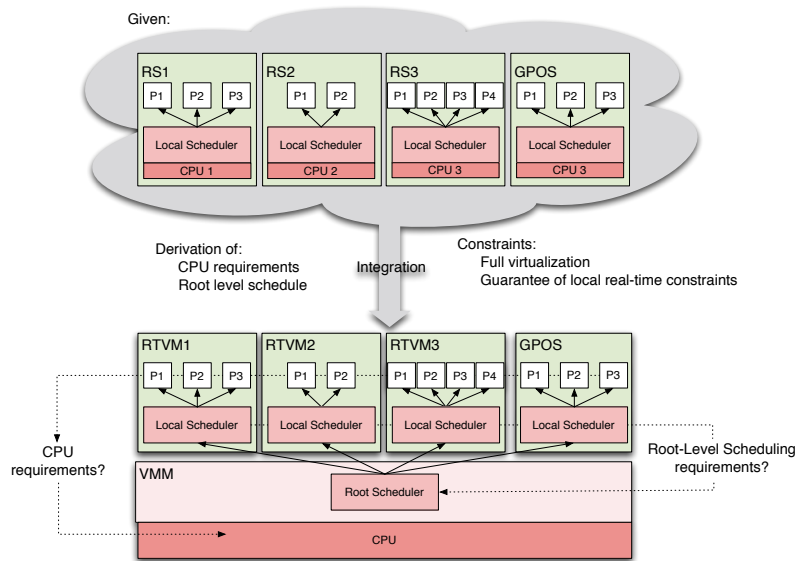 Given:
RS1
RS2
RS3
GPOS
P1 P2 P3
P1 P2
P1 P2 P3 P4
P1 P2 P3
Local Scheduler
Local Scheduler
Local Scheduler
Local Scheduler
CPU 1
CPU 2
CPU 3
CPU 3
Derivation of:
CPU requirements
Root level schedule
Integration
Constraints:
Full virtualization
Guarantee of local real-time constraints
RTVM1
RTVM2
RTVM3
GPOS
P1 P2 P3
P1 P2
P1 P2 P3 P4
P1 P2 P3
Local Scheduler
Local Scheduler
Local Scheduler
Local Scheduler
CPU
requirements?
Root-Level Scheduling
requirements?
VMM
Root Scheduler
CPU